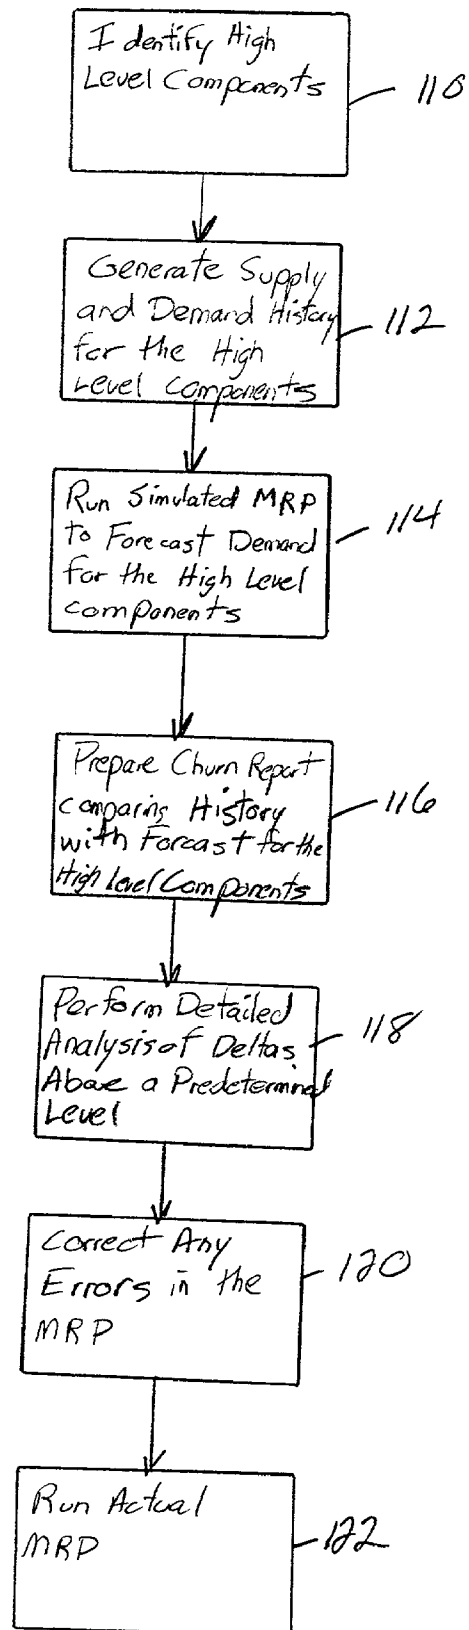 Identify High
Level Components
110
Generate Supply
and Demand History
for the High
Level Components
112
Run Simulated MRP
to Forecast Demand
for the High Level
components
114
Prepare Churn Report
comparing History
with Forcast for the
High Level Components
116
Perform Detailed
Analysis of Deltas
Above a Predetermined
Level
118
Correct Any
Errors in the
MRP
120
Run Actual
MRP
122